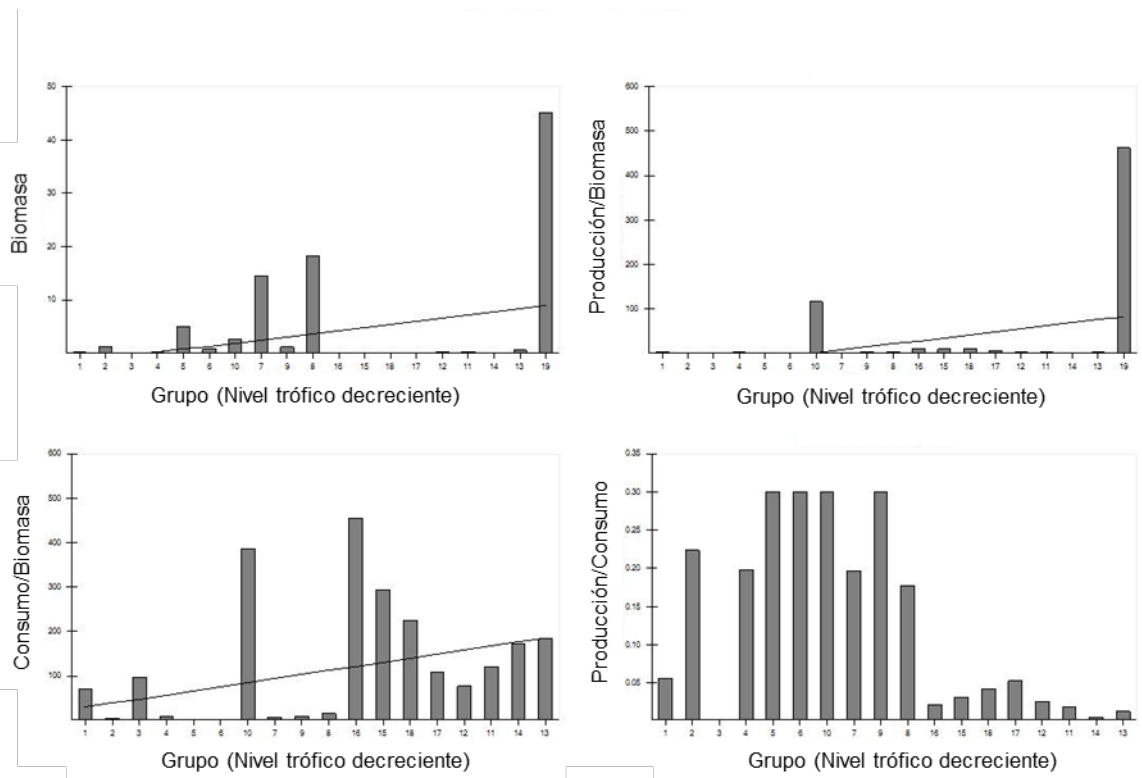 Biomasa
50
40
30
20
10
1 2 3 4 5 6 10 7 9 8 16 15 18 17 12 11 14 13 19
Grupo (Nivel trófico decreciente)
Producción/Biomasa
600
500
400
300
200
100
1 2 3 4 5 6 10 7 9 8 16 15 18 17 12 11 14 13 19
Grupo (Nivel trófico decreciente)
Consumo/Biomasa
600
500
400
300
200
100
1 2 3 4 5 6 10 7 9 8 16 15 18 17 12 11 14 13
Grupo (Nivel trófico decreciente)
Producción/Consumo
0.35
0.30
0.25
0.20
0.15
0.10
0.05
1 2 3 4 5 6 10 7 9 8 16 15 18 17 12 11 14 13
Grupo (Nivel trófico decreciente)